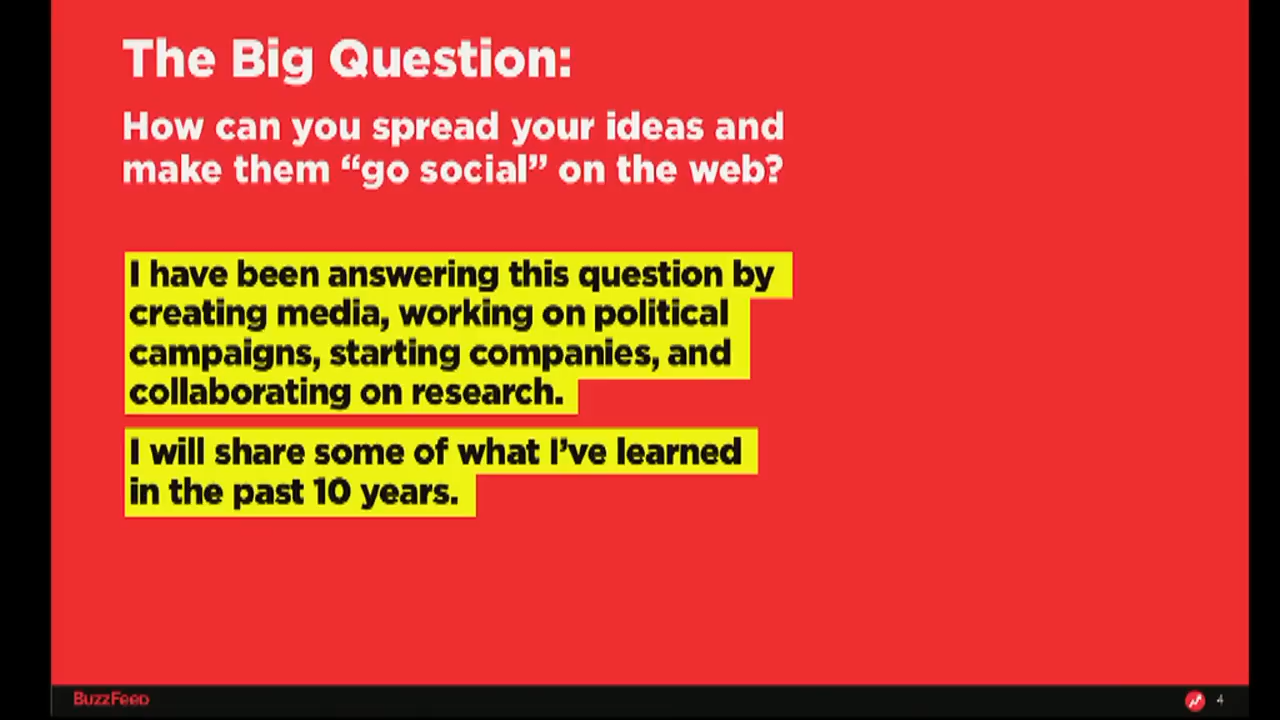 The Big Question:
How can you spread your ideas and
make them “go social” on the web?
I have been answering this question by
creating media, working on political
campaigns, starting companies, and
collaborating on research.
I will share some of what I’ve learned
in the past 10 years.
BuzzFeed
4